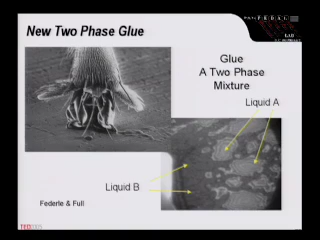 New Two Phase Glue
Glue
A Two Phase
Mixture
Liquid A
Liquid B
Federle & Full
TED